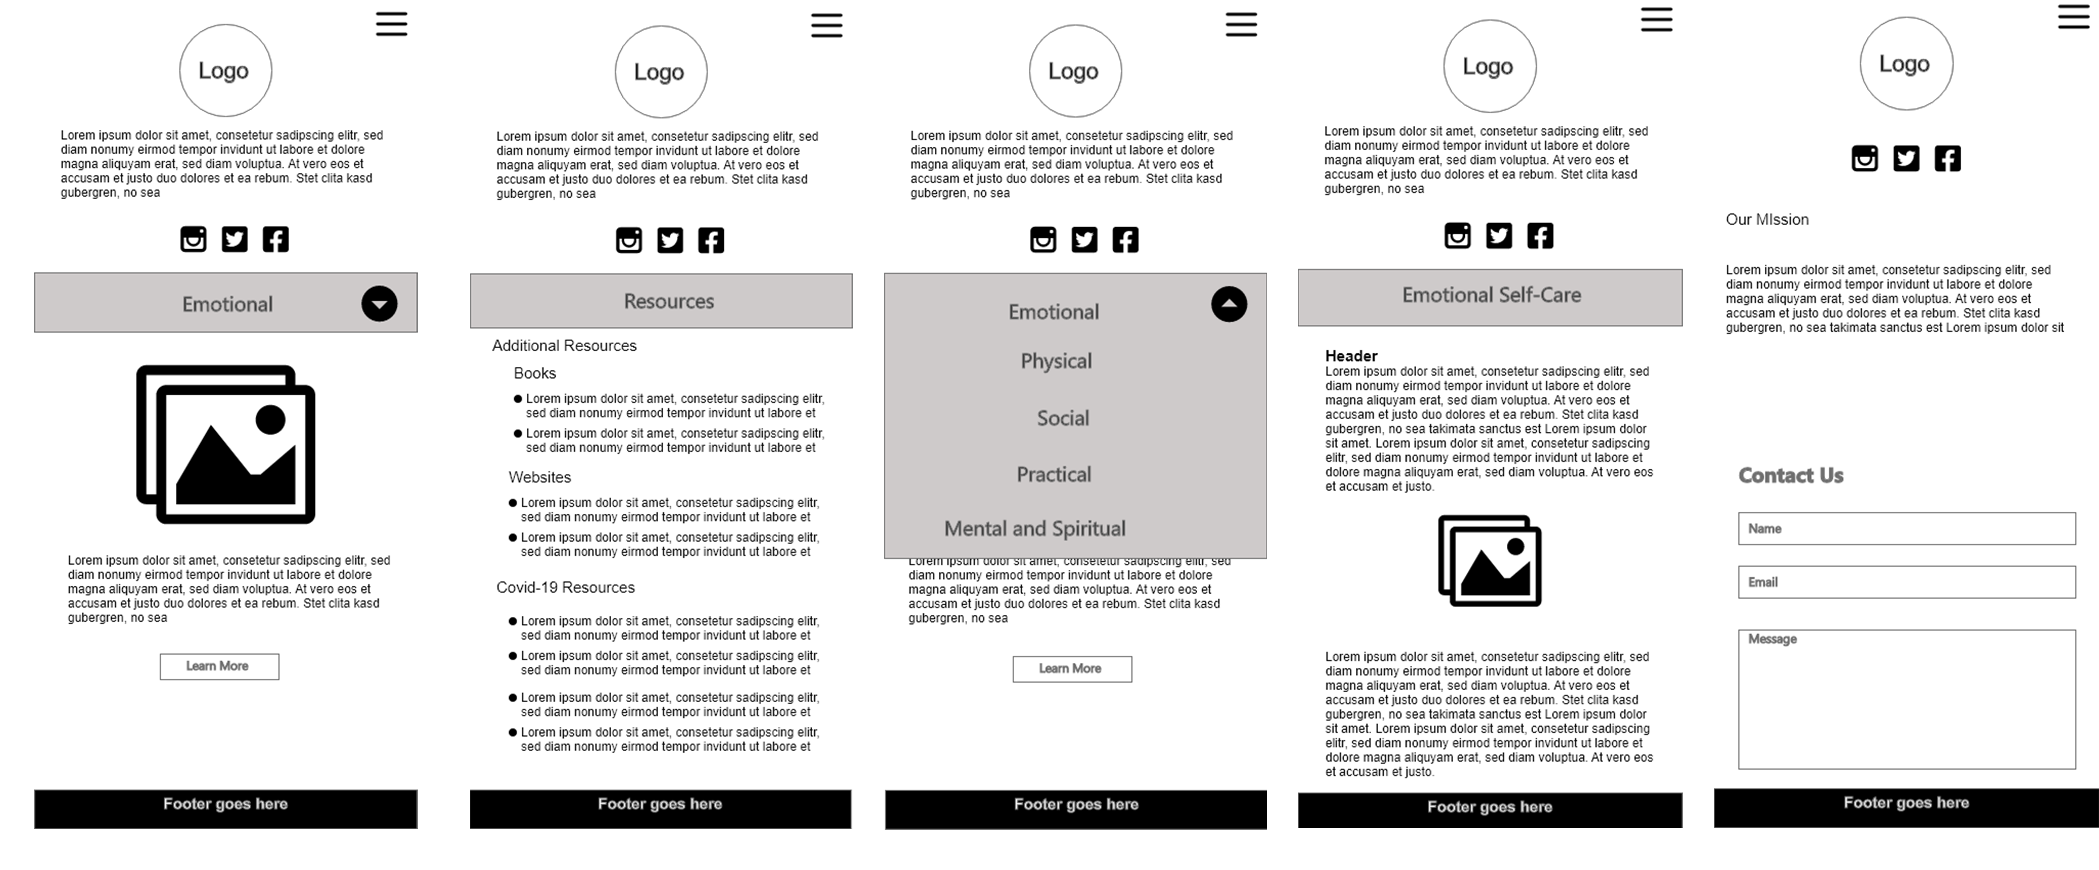 Logo
Lorem ipsum dolor sit amet, consetetur sadipscing elitr, sed
diam nonumy eirmod tempor invidunt ut labore et dolore
magna aliquyam erat, sed diam voluptua. At vero eos et
accusam et justo duo dolores et ea rebum. Stet clita kasd
gubergren, no sea
Emotional
Lorem ipsum dolor sit amet, consetetur sadipscing elitr, sed
diam nonumy eirmod tempor invidunt ut labore et dolore
magna aliquyam erat, sed diam voluptua. At vero eos et
accusam et justo duo dolores et ea rebum. Stet clita kasd
gubergren, no sea
Learn More
Footer goes here
Logo
Lorem ipsum dolor sit amet, consetetur sadipscing elitr, sed
diam nonumy eirmod tempor invidunt ut labore et dolore
magna aliquyam erat, sed diam voluptua. At vero eos et
accusam et justo duo dolores et ea rebum. Stet clita kasd
gubergren, no sea
Resources
Additional Resources
Books
Lorem ipsum dolor sit amet, consetetur sadipscing elitr,
sed diam nonumy eirmod tempor invidunt ut labore et
Lorem ipsum dolor sit amet, consetetur sadipscing elitr,
sed diam nonumy eirmod tempor invidunt ut labore et
Websites
Lorem ipsum dolor sit amet, consetetur sadipscing elitr,
sed diam nonumy eirmod tempor invidunt ut labore et
Lorem ipsum dolor sit amet, consetetur sadipscing elitr,
sed diam nonumy eirmod tempor invidunt ut labore et
Covid-19 Resources
Lorem ipsum dolor sit amet, consetetur sadipscing elitr,
sed diam nonumy eirmod tempor invidunt ut labore et
Lorem ipsum dolor sit amet, consetetur sadipscing elitr,
sed diam nonumy eirmod tempor invidunt ut labore et
Lorem ipsum dolor sit amet, consetetur sadipscing elitr,
sed diam nonumy eirmod tempor invidunt ut labore et
Lorem ipsum dolor sit amet, consetetur sadipscing elitr,
sed diam nonumy eirmod tempor invidunt ut labore et
Footer goes here
Logo
Lorem ipsum dolor sit amet, consetetur sadipscing elitr, sed
diam nonumy eirmod tempor invidunt ut labore et dolore
magna aliquyam erat, sed diam voluptua. At vero eos et
accusam et justo duo dolores et ea rebum. Stet clita kasd
gubergren, no sea
Emotional
Physical
Social
Practical
Mental and Spiritual
Lorem ipsum dolor sit amet, consetetur sadipscing elitr, sed
diam nonumy eirmod tempor invidunt ut labore et dolore
magna aliquyam erat, sed diam voluptua. At vero eos et
accusam et justo duo dolores et ea rebum. Stet clita kasd
gubergren, no sea
Learn More
Footer goes here
Logo
Lorem ipsum dolor sit amet, consetetur sadipscing elitr, sed
diam nonumy eirmod tempor invidunt ut labore et dolore
magna aliquyam erat, sed diam voluptua. At vero eos et
accusam et justo duo dolores et ea rebum. Stet clita kasd
gubergren, no sea
Emotional Self-Care
Header
Lorem ipsum dolor sit amet, consetetur sadipscing elitr, sed
diam nonumy eirmod tempor invidunt ut labore et dolore
magna aliquyam erat, sed diam voluptua. At vero eos et
accusam et justo duo dolores et ea rebum. Stet clita kasd
gubergren, no sea takimata sanctus est Lorem ipsum dolor
sit amet. Lorem ipsum dolor sit amet, consetetur sadipscing
elitr, sed diam nonumy eirmod tempor invidunt ut labore et
dolore magna aliquyam erat, sed diam voluptua. At vero eos
et accusam et justo.
Lorem ipsum dolor sit amet, consetetur sadipscing elitr, sed
diam nonumy eirmod tempor invidunt ut labore et dolore
magna aliquyam erat, sed diam voluptua. At vero eos et
accusam et justo duo dolores et ea rebum. Stet clita kasd
gubergren, no sea takimata sanctus est Lorem ipsum dolor
sit amet. Lorem ipsum dolor sit amet, consetetur sadipscing
elitr, sed diam nonumy eirmod tempor invidunt ut labore et
dolore magna aliquyam erat, sed diam voluptua. At vero eos
et accusam et justo.
Footer goes here
Logo
Our MIssion
Lorem ipsum dolor sit amet, consetetur sadipscing elitr, sed
diam nonumy eirmod tempor invidunt ut labore et dolore
magna aliquyam erat, sed diam voluptua. At vero eos et
accusam et justo duo dolores et ea rebum. Stet clita kasd
gubergren, no sea takimata sanctus est Lorem ipsum dolor sit
Contact Us
Name
Email
Message
Footer goes here